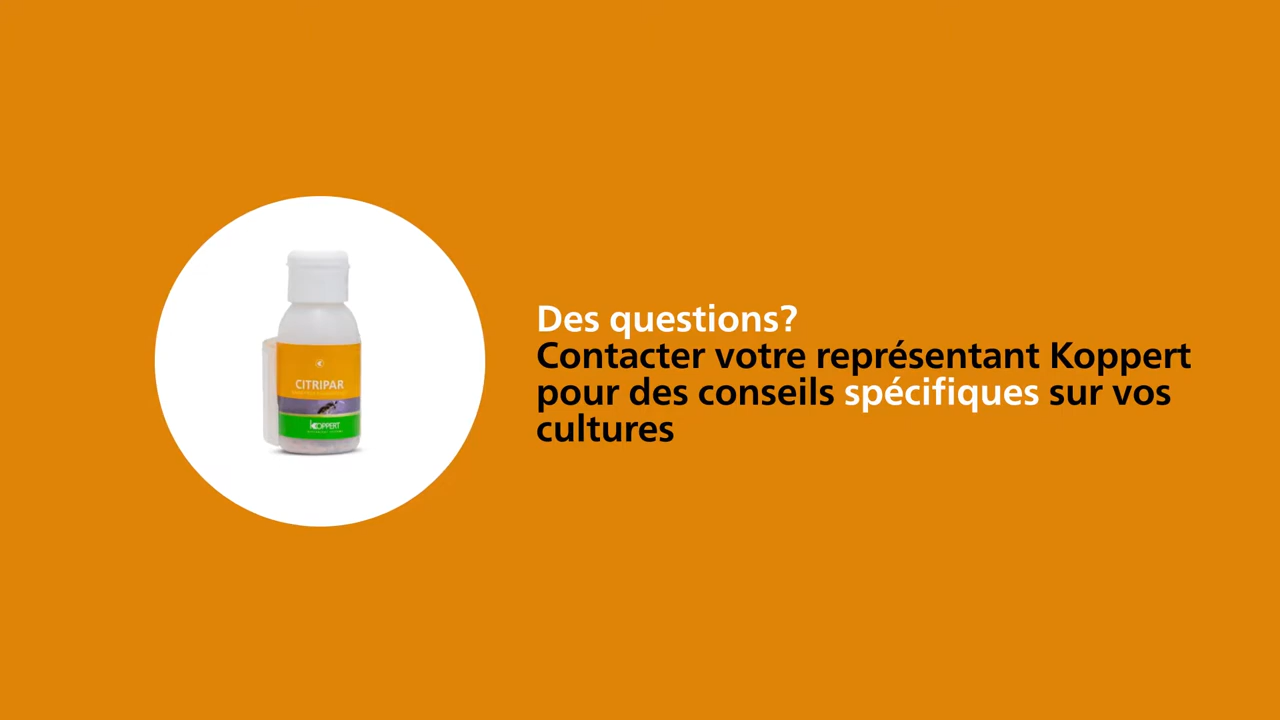 Des questions?
Contacter votre représentant Koppert
pour des conseils spécifiques sur vos
cultures
CITRIPAR
KOPPERT